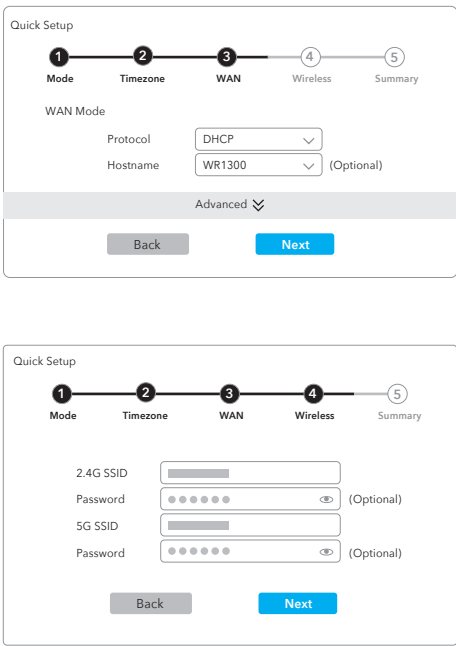 Quick Setup
1 2 3 4 5
Mode Timezone WAN Wireless Summary
WAN Mode
Protocol DHCP
Hostname WR1300 (Optional)
Advanced
Back Next
Quick Setup
1 2 3 4 5
Mode Timezone WAN Wireless Summary
2.4G SSID
Password (Optional)
5G SSID
Password (Optional)
Back Next